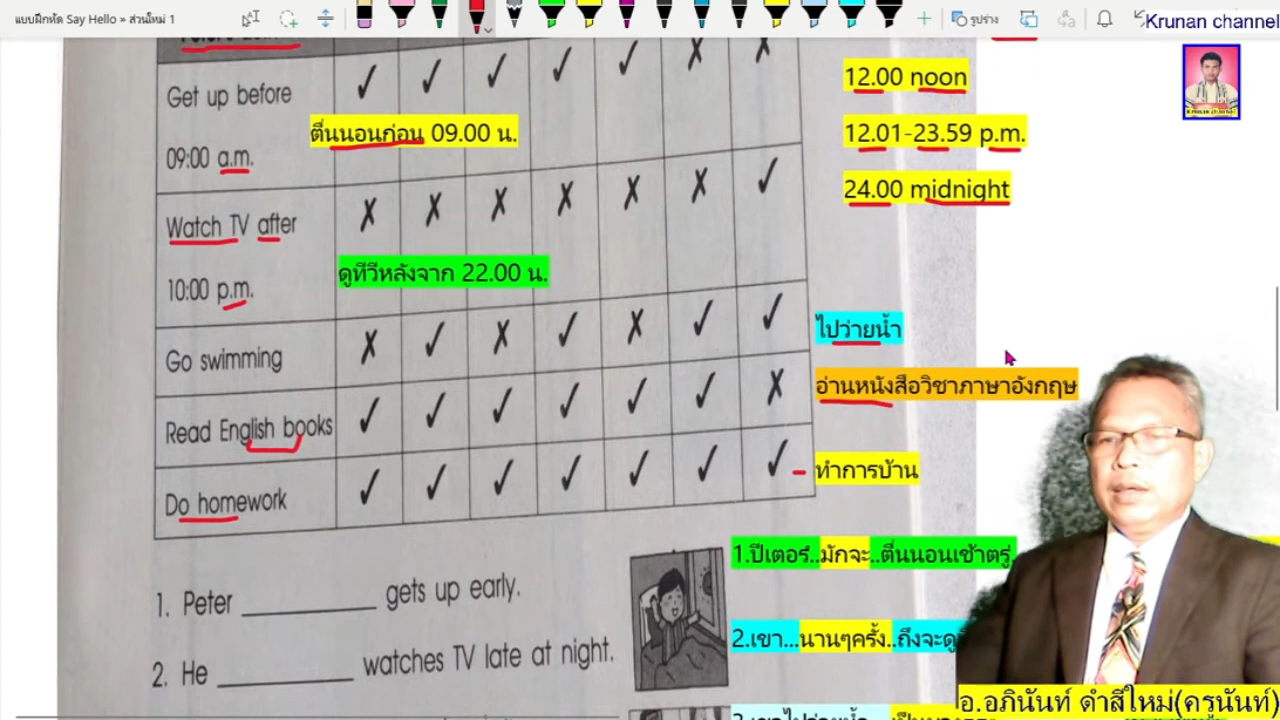 แบบฝึกหัด Say Hello » ส่วนใหม่ 1
รูปร่าง
Krunan channel
Get up before
09:00 a.m.
ตื่นนอนก่อน 09.00 น.
12.00 noon
12.01-23.59 p.m.
24.00 midnight
Watch TV after
10:00 p.m.
ดูทีวีหลังจาก 22.00 น.
Go swimming
ไปว่ายน้ำ
Read English books
อ่านหนังสือวิชาภาษาอังกฤษ
Do homework
ทำการบ้าน
1. Peter __________ gets up early.
1.ปีเตอร์..มักจะ..ตื่นนอนเช้าตรู่.
2. He __________ watches TV late at night.
2.เขา...นานๆครั้ง..ถึงจะดู
อ.อภินันท์ ดำสีใหม่(ครูนันท์)